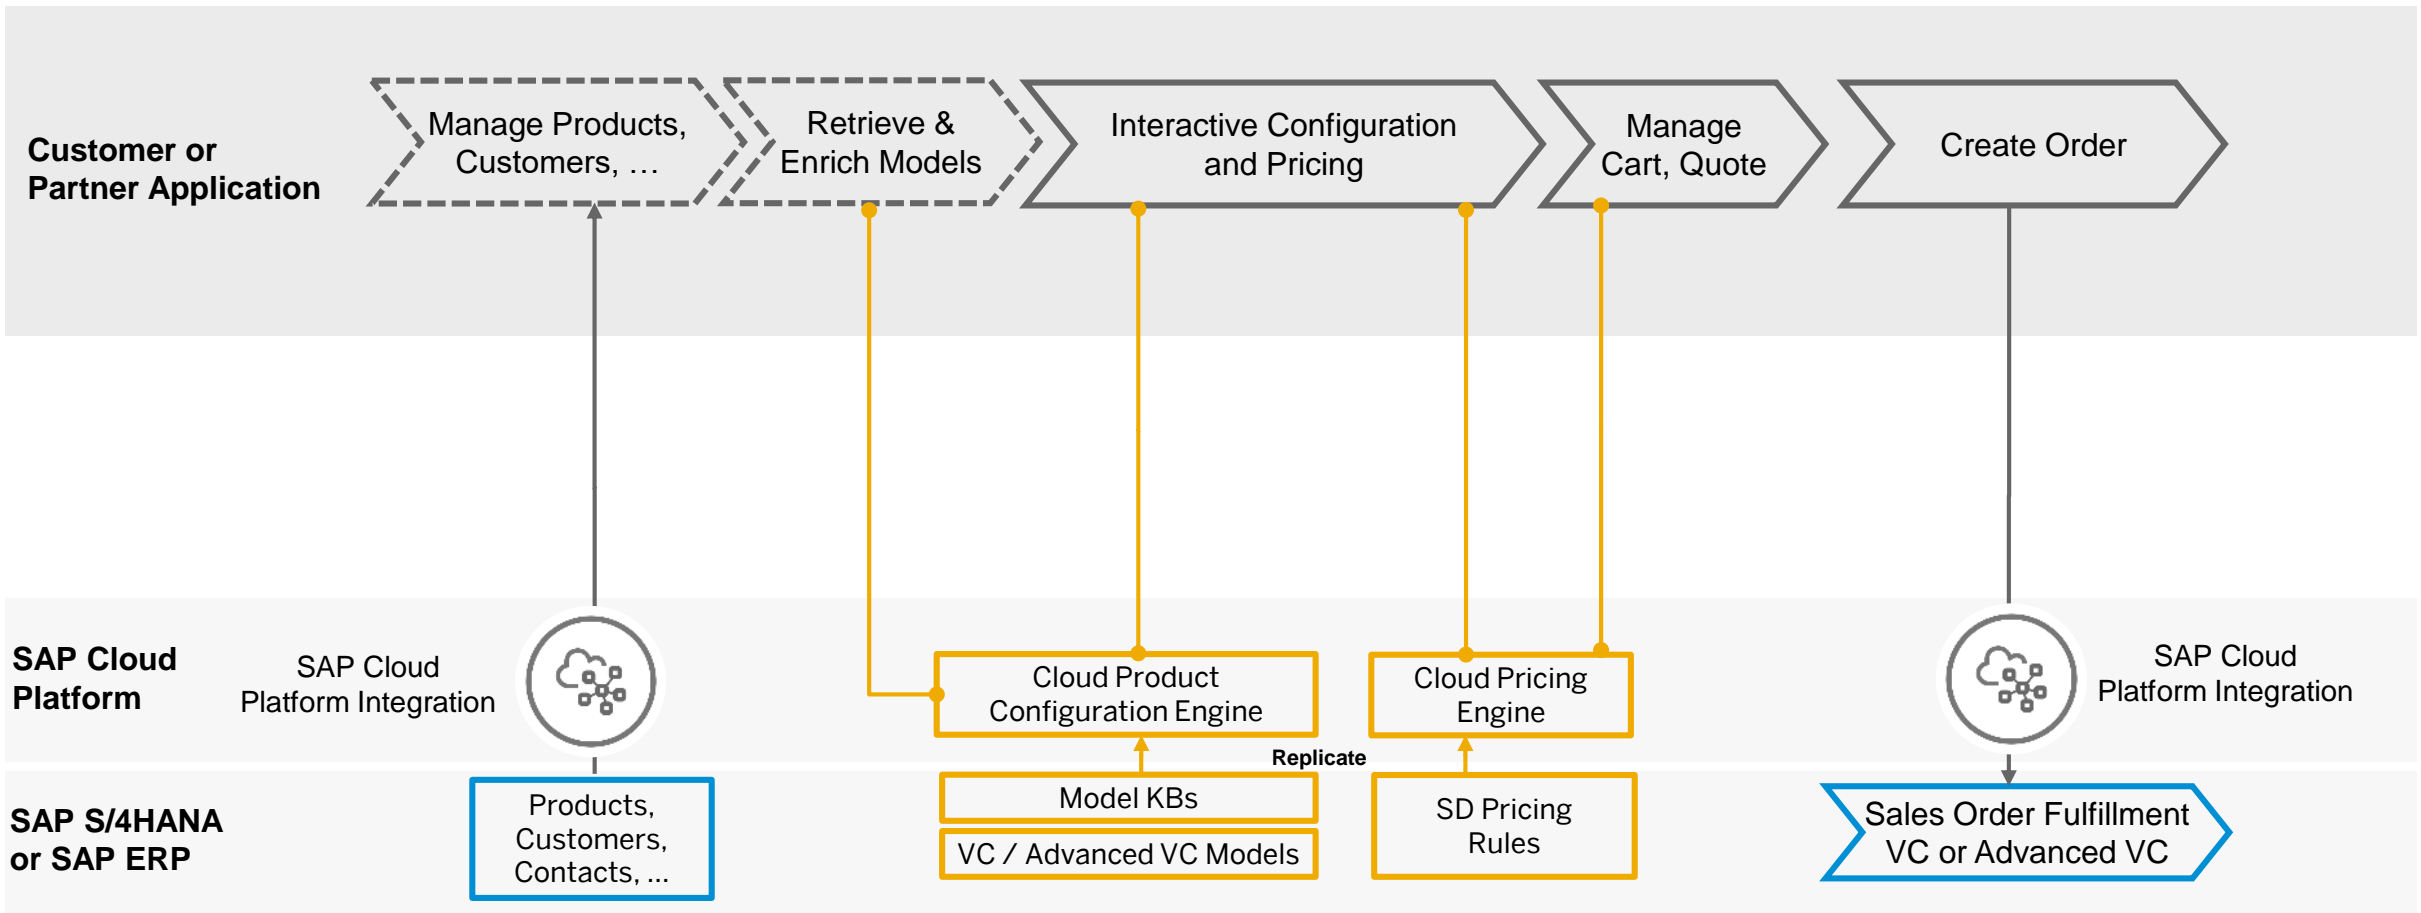 Customer or
Partner Application
Manage Products,
Customers, …
Retrieve &
Enrich Models
Interactive Configuration
and Pricing
Manage
Cart, Quote
Create Order
SAP Cloud
Platform
SAP Cloud
Platform Integration
Cloud Product
Configuration Engine
Cloud Pricing
Engine
SAP Cloud
Platform Integration
Replicate
SAP S/4HANA
or SAP ERP
Products,
Customers,
Contacts, ...
Model KBs
VC / Advanced VC Models
SD Pricing
Rules
Sales Order Fulfillment
VC or Advanced VC